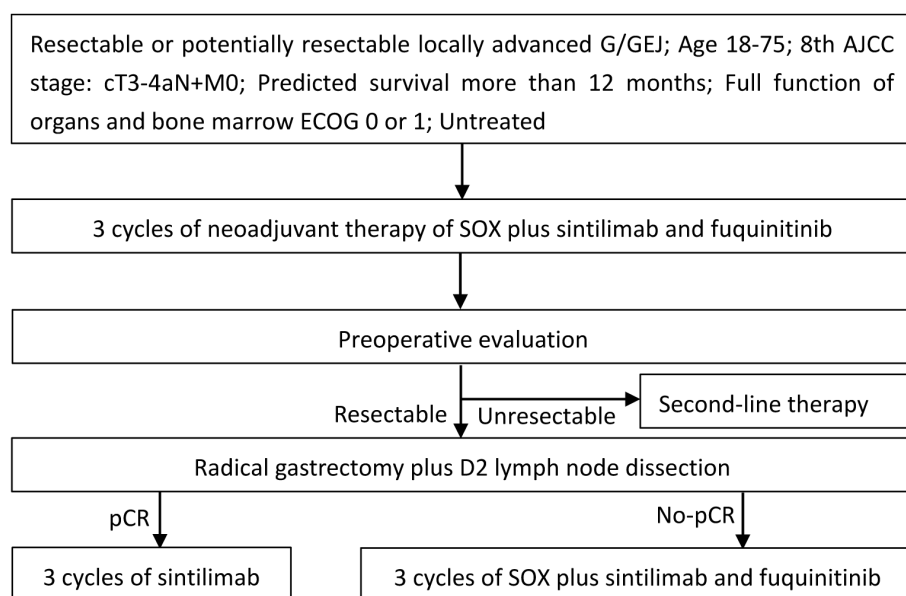 Resectable or potentially resectable locally advanced G/GEJ; Age 18-75; 8th AJCC
stage: cT3-4aN+M0; Predicted survival more than 12 months; Full function of
organs and bone marrow ECOG 0 or 1; Untreated
3 cycles of neoadjuvant therapy of SOX plus sintilimab and fuquinitinib
Preoperative evaluation
Resectable
Unresectable
Second-line therapy
Radical gastrectomy plus D2 lymph node dissection
pCR
No-pCR
3 cycles of sintilimab
3 cycles of SOX plus sintilimab and fuquinitinib